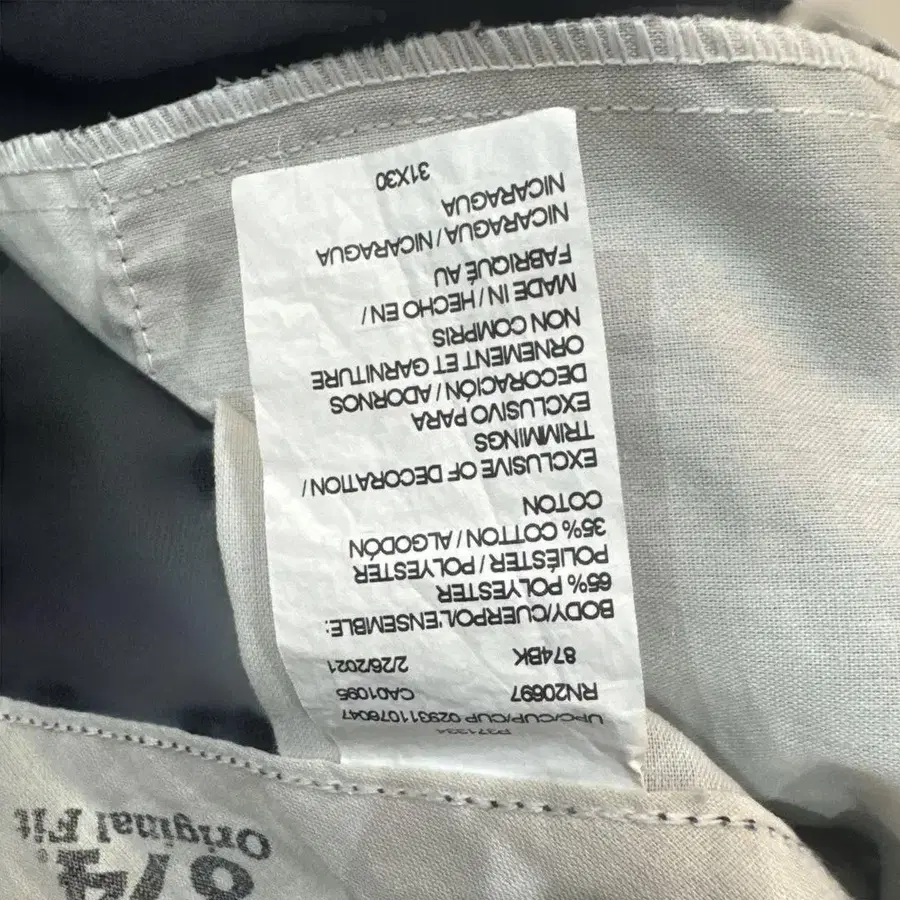 P371334
UPC/CUP/CUP 029311076047
RN20697 CA01095
874BK 2/26/2021
BODY/CUERPO/L'ENSEMBLE:
65% POLYESTER
POLIÉSTER / POLYESTER
35% COTTON / ALGODÓN
COTON
EXCLUSIVE OF DECORATION /
TRIMMINGS
EXCLUSIVO PARA
DECORACIÓN / ADORNOS
ORNEMENT ET GARNITURE
NON COMPRIS
MADE IN / HECHO EN /
FABRIQUÉ AU
NICARAGUA / NICARAGUA
NICARAGUA
31X30
874
Original Fit